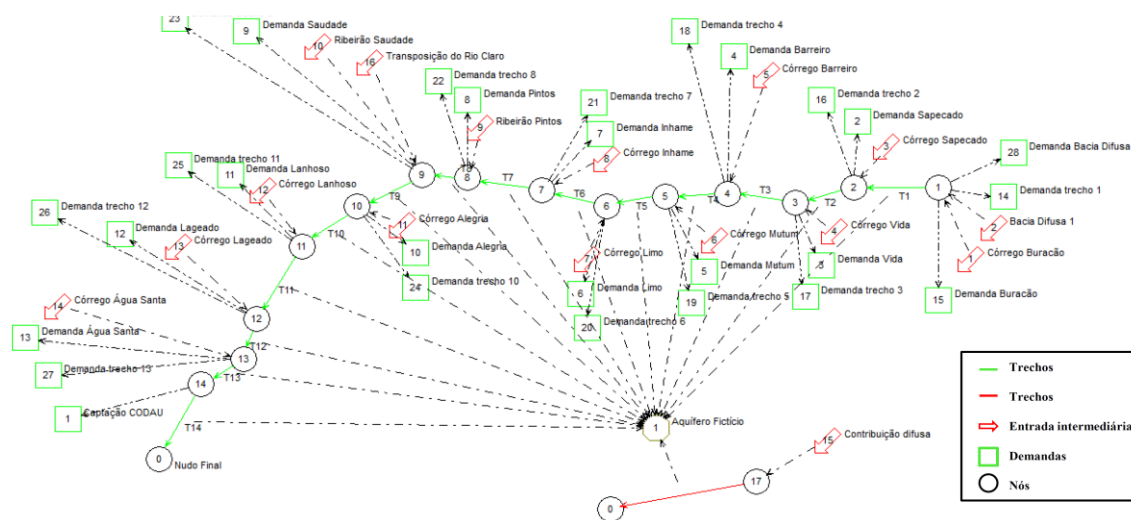 23
9 Demanda Saudade
10 Ribeirão Saudade
16 Transposição do Rio Claro
22 Demanda trecho 8
8 Demanda Pintos
9 Ribeirão Pintos
21 Demanda trecho 7
7 Demanda Inhame
8 Córrego Inhame
18 Demanda trecho 4
4 Demanda Barreiro
5 Córrego Barreiro
16 Demanda trecho 2
2 Demanda Sapecado
3 Córrego Sapecado
28 Demanda Bacia Difusa
14 Demanda trecho 1
2 Bacia Difusa 1
1 Córrego Buracão
15 Demanda Buracão
25 Demanda trecho 11
11 Demanda Lanhoso
12 Córrego Lanhoso
26 Demanda trecho 12
12 Demanda Lageado
13 Córrego Lageado
14 Córrego Água Santa
13 Demanda Água Santa
27 Demanda trecho 13
1 Captação CODAU
11 Córrego Alegria
10 Demanda Alegria
24 Demanda trecho 10
7 Córrego Limo
6 Demanda Limo
20 Demanda trecho 6
6 Córrego Mutum
5 Demanda Mutum
19 Demanda trecho 5
4 Córrego Vida
3 Demanda Vida
17 Demanda trecho 3
1
T1
2
T2
3
T3
4
T4
5
T5
6
T6
7
T7
8
T8
9
T9
10
T10
11
T11
12
T12
13
T13
14
T14
0 Nudo Final
1 Aquífero Fictício
15 Contribuição difusa
17
0
Trechos
Trechos
Entrada intermediária
Demandas
Nós